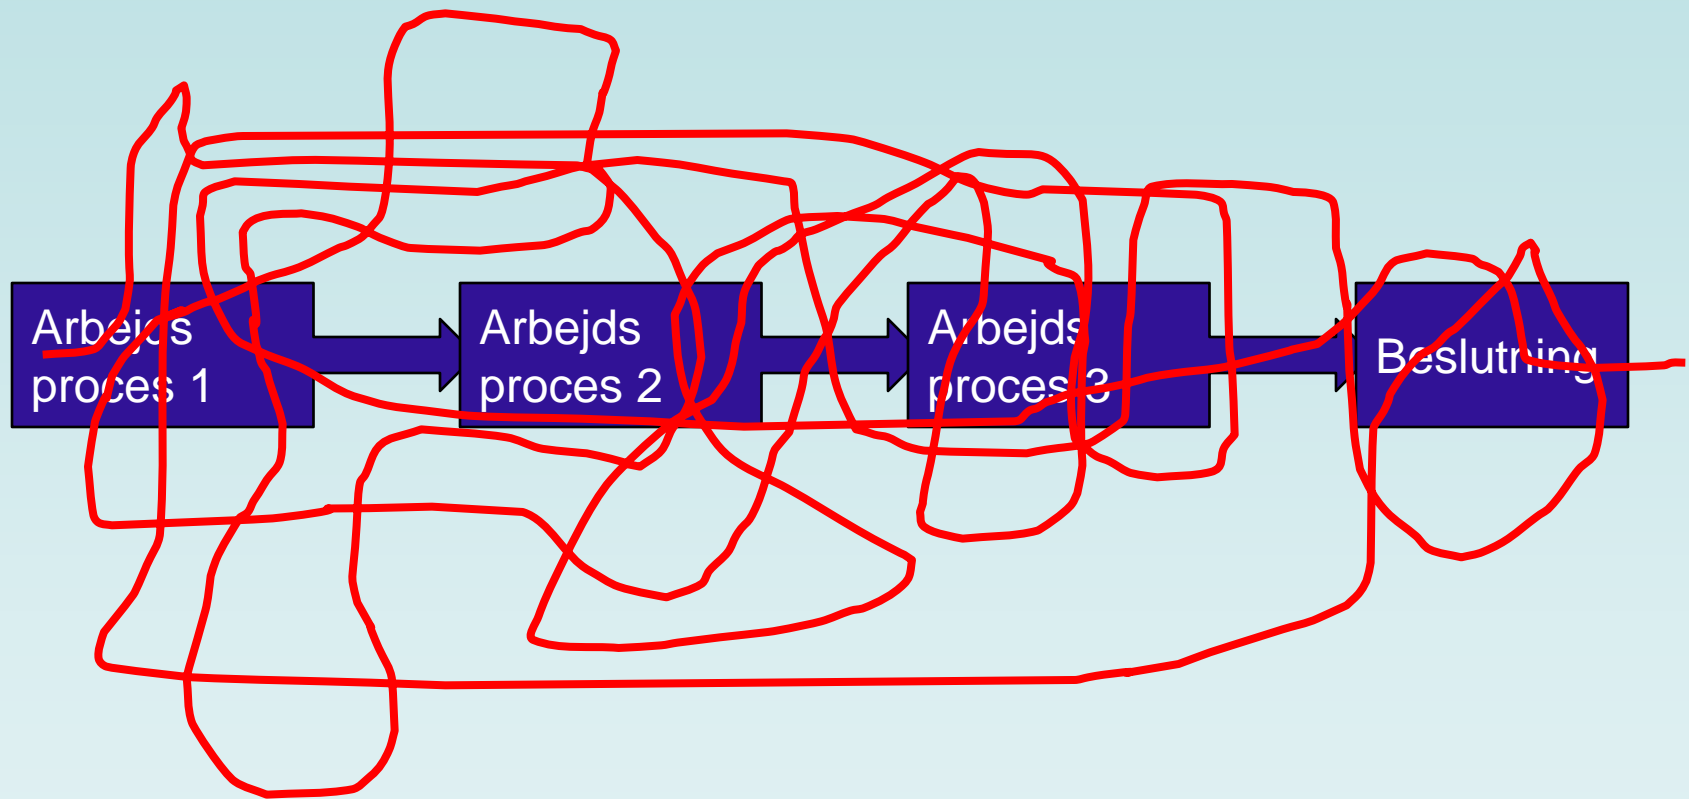 Arbejds
proces 1
Arbejds
proces 2
Arbejds
proces 3
Beslutning